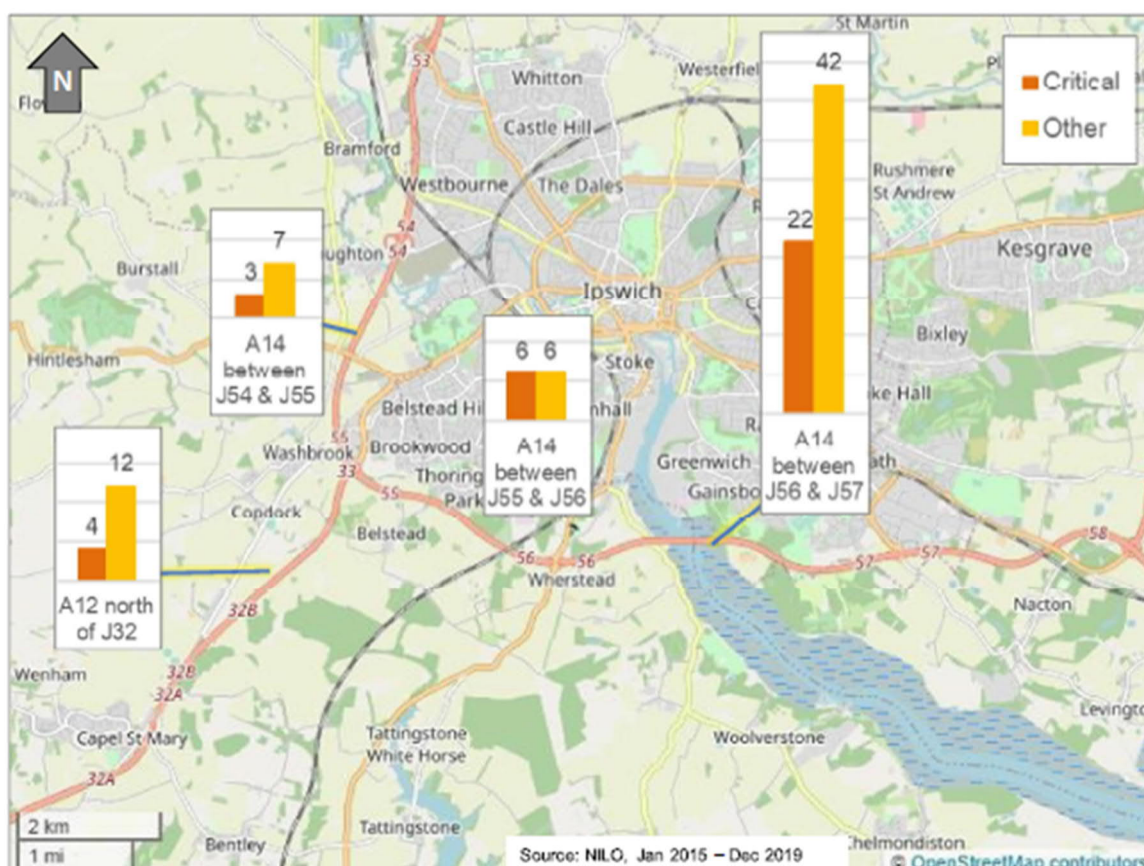 St Martin
53
N
Whitton
42
Critical
Other
Castle Hill
Bramford
Westbourne
The Dales
Rushmere
St Andrew
54
54
22
Kesgrave
7
3
Burstall
Ipswich
A14
between
J54 & J55
Bixley
Hintlesham
6 6
Stoke
Belstead
12
55
Washbrook
Brookwood
33
A14
between
J55 & J56
Greenwich
A14
between
J56 & J57
4
Copdock
55
Belstead
56
56
57
57
58
Wherstead
A12 north
of J32
32B
Nacton
Wenham
32B
32A
Capel St Mary
Tattingstone
White Horse
Woolverstone
32A
2 km
1 mi
Bentley
Tattingstone
Source: NILO, Jan 2015 – Dec 2019
© OpenStreetMap contributor